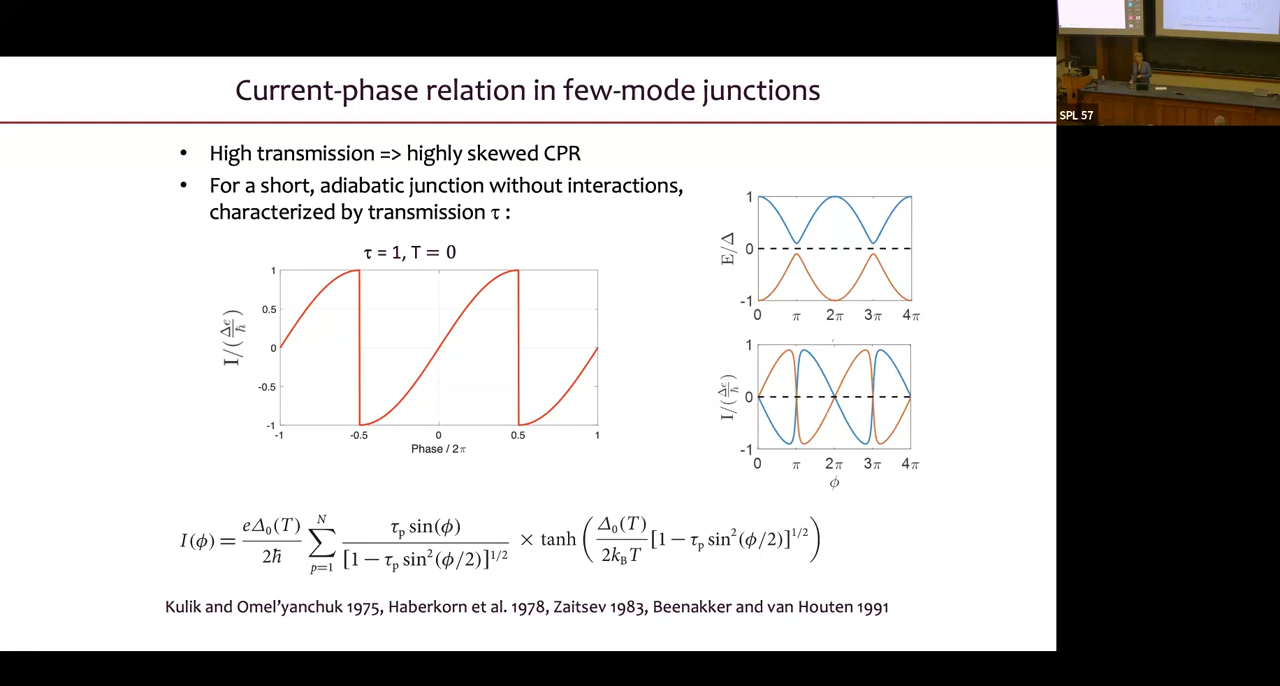 Current-phase relation in few-mode junctions
SPL 57
• High transmission => highly skewed CPR
• For a short, adiabatic junction without interactions,
characterized by transmission τ :
τ = 1, T = 0
I/(Δe/ħ)
1
0.5
0
-0.5
-1
-1 -0.5 0 0.5 1
Phase / 2π
E/Δ
1
0
-1
0 π 2π 3π 4π
I/(Δe/ħ)
1
0
-1
0 π 2π 3π 4π
ϕ
I(ϕ) = eΔ₀(T)/2ħ ∑_{p=1}^{N} τₚ sin(ϕ)/[1 − τₚ sin²(ϕ/2)]^{1/2} × tanh(Δ₀(T)/2k_BT [1 − τₚ sin²(ϕ/2)]^{1/2})
Kulik and Omel'yanchuk 1975, Haberkorn et al. 1978, Zaitsev 1983, Beenakker and van Houten 1991